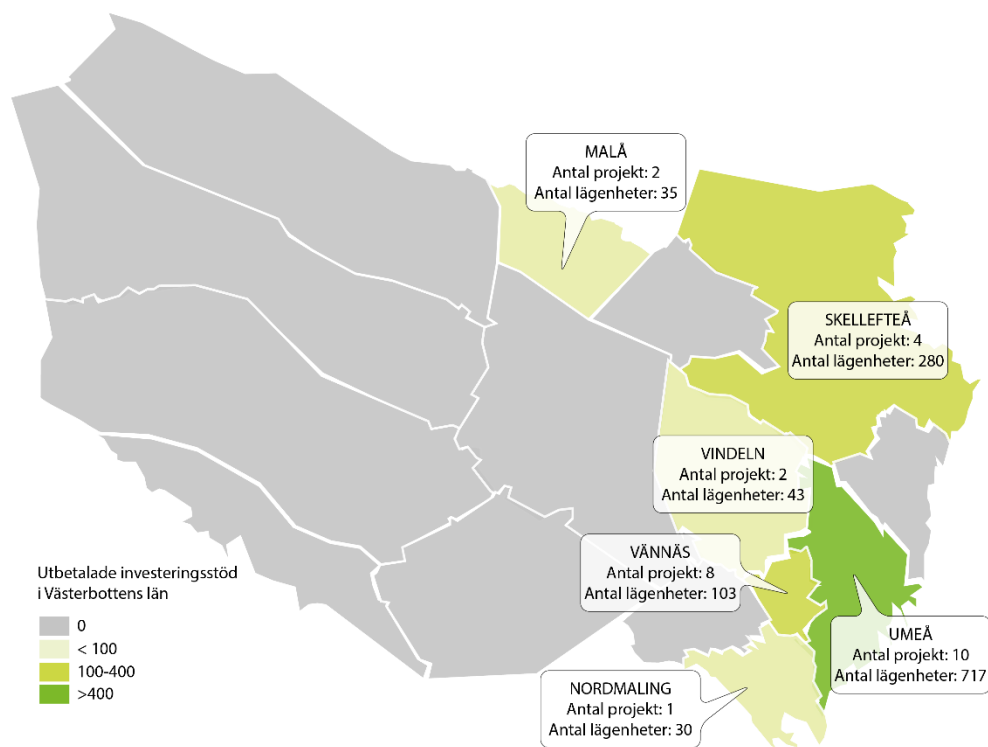 MALÅ
Antal projekt: 2
Antal lägenheter: 35
SKELLEFTEÅ
Antal projekt: 4
Antal lägenheter: 280
VINDELN
Antal projekt: 2
Antal lägenheter: 43
VÄNNÄS
Antal projekt: 8
Antal lägenheter: 103
UMEÅ
Antal projekt: 10
Antal lägenheter: 717
NORDMALING
Antal projekt: 1
Antal lägenheter: 30
Utbetalade investeringsstöd
i Västerbottens län
0
< 100
100-400
>400